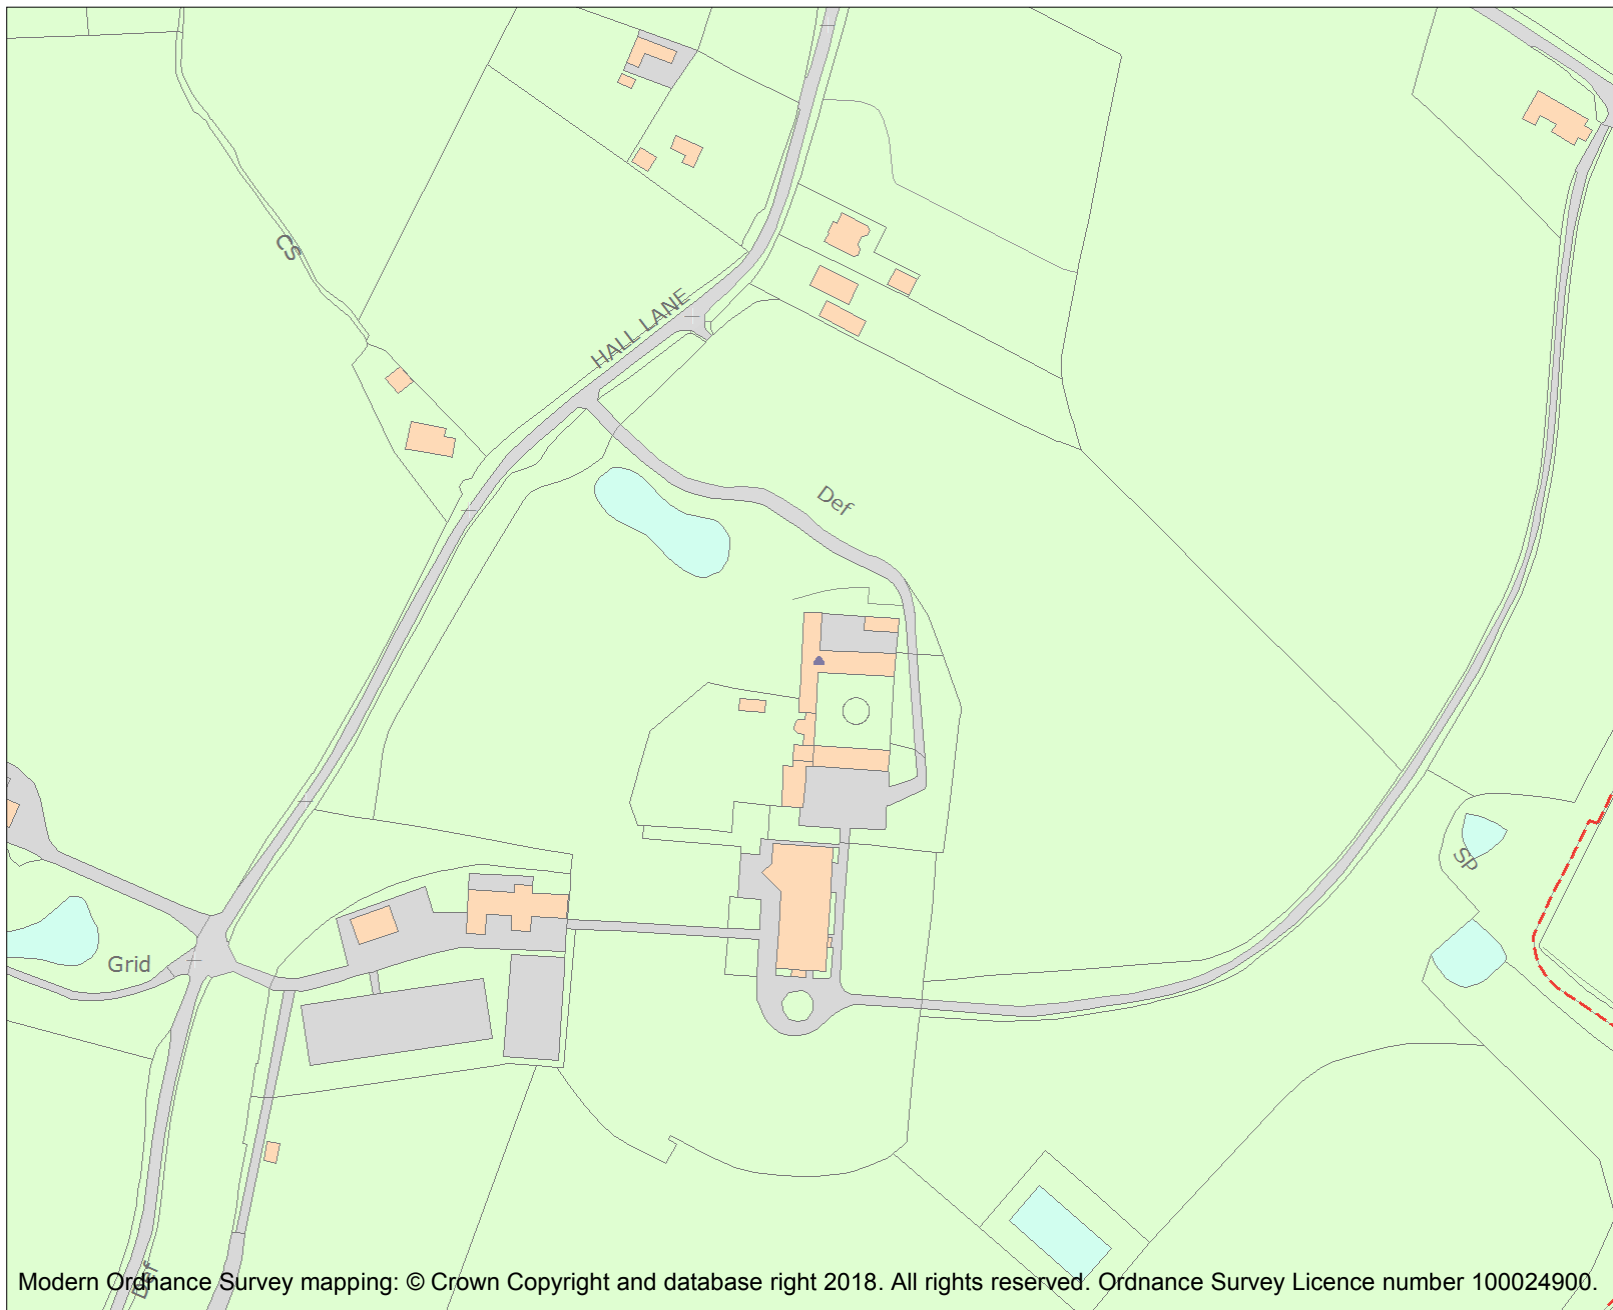 CS
HALL LANE
Def
SP
Grid
Def
Modern Ordnance Survey mapping: © Crown Copyright and database right 2018. All rights reserved. Ordnance Survey Licence number 100024900.